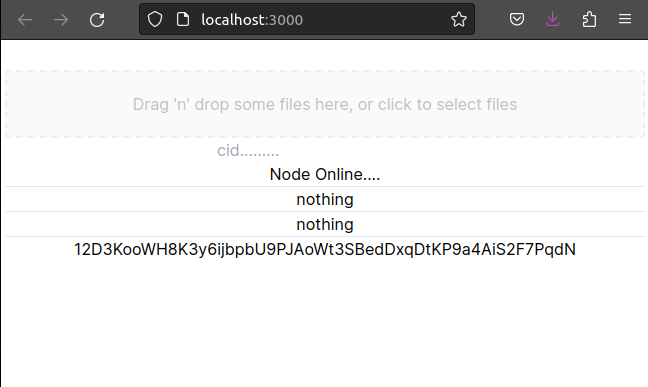 localhost:3000
Drag 'n' drop some files here, or click to select files
cid.........
Node Online....
nothing
nothing
12D3KooWH8K3y6ijbpbU9PJAoWt3SBedDxqDtKP9a4AiS2F7PqdN